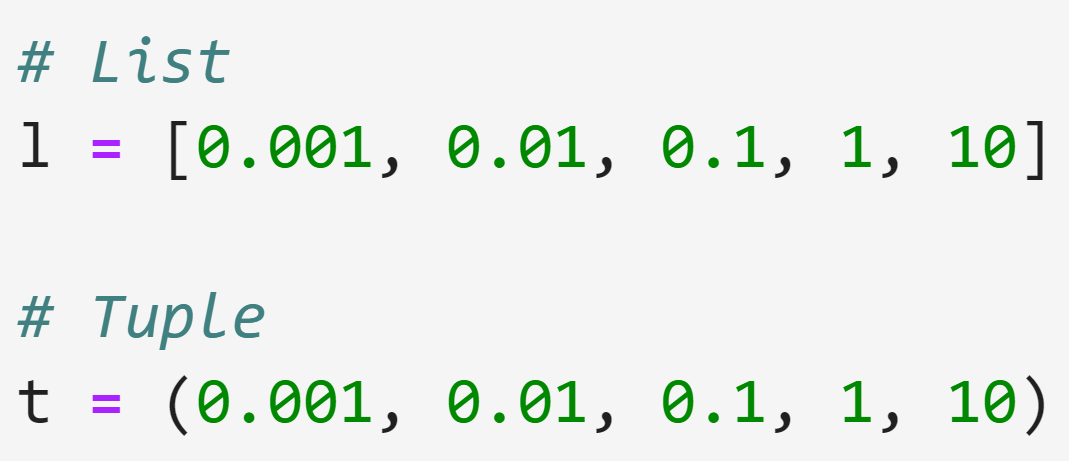 # List
l = [0.001, 0.01, 0.1, 1, 10]
# Tuple
t = (0.001, 0.01, 0.1, 1, 10)